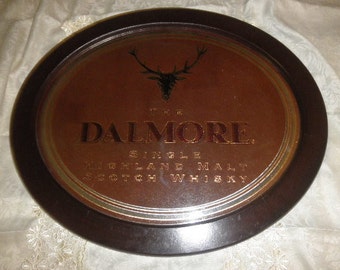 THE
DALMORE
SINGLE
HIGHLAND MALT
SCOTCH WHISKY